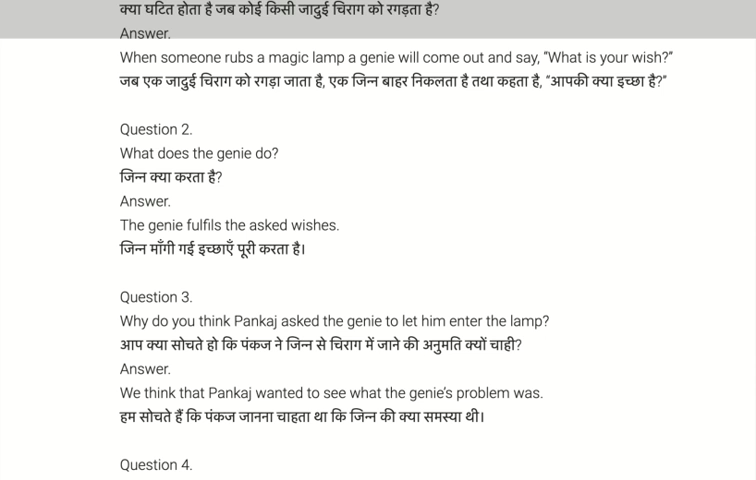 क्या घटित होता है जब कोई किसी जादुई चिराग को रगड़ता है?
Answer.
When someone rubs a magic lamp a genie will come out and say, "What is your wish?"
जब एक जादुई चिराग को रगड़ा जाता है, एक जिन्न बाहर निकलता है तथा कहता है, "आपकी क्या इच्छा है?"
Question 2.
What does the genie do?
जिन्न क्या करता है?
Answer.
The genie fulfils the asked wishes.
जिन्न माँगी गई इच्छाएँ पूरी करता है।
Question 3.
Why do you think Pankaj asked the genie to let him enter the lamp?
आप क्या सोचते हो कि पंकज ने जिन्न से चिराग में जाने की अनुमति क्यों चाही?
Answer.
We think that Pankaj wanted to see what the genie's problem was.
हम सोचते हैं कि पंकज जानना चाहता था कि जिन्न की क्या समस्या थी।
Question 4.